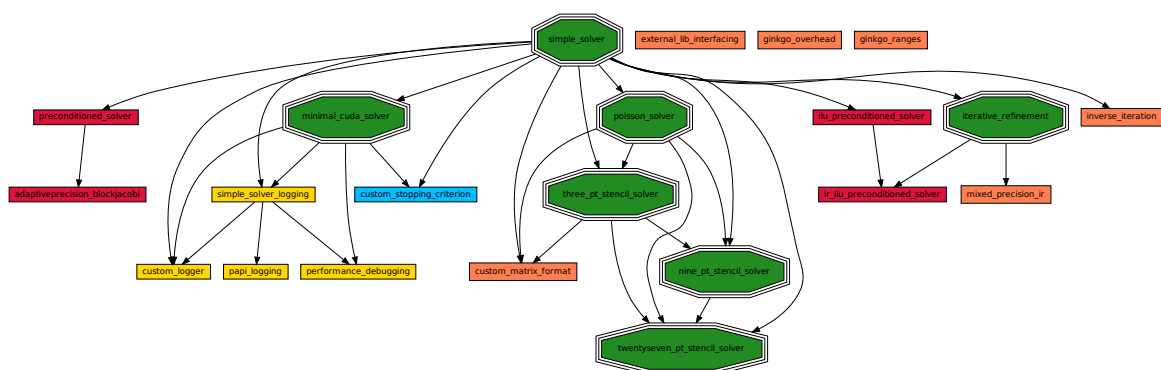 simple_solver
external_lib_interfacing
ginkgo_overhead
ginkgo_ranges
preconditioned_solver
minimal_cuda_solver
poisson_solver
ilu_preconditioned_solver
iterative_refinement
inverse_iteration
adaptiveprecision_blockjacobi
simple_solver_logging
custom_stopping_criterion
three_pt_stencil_solver
ir_ilu_preconditioned_solver
mixed_precision_ir
custom_logger
papi_logging
performance_debugging
custom_matrix_format
nine_pt_stencil_solver
twentyseven_pt_stencil_solver